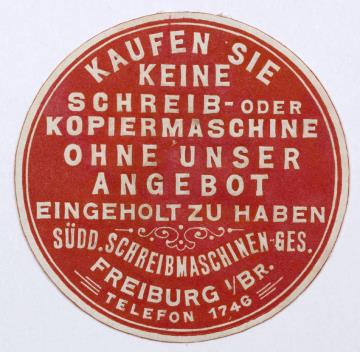 KAUFEN SIE
KEINE
SCHREIB- ODER
KOPIERMASCHINE
OHNE UNSER
ANGEBOT
EINGEHOLT ZU HABEN
SÜDD. SCHREIBMASCHINEN-GES.
FREIBURG I/BR.
TELEFON 1746